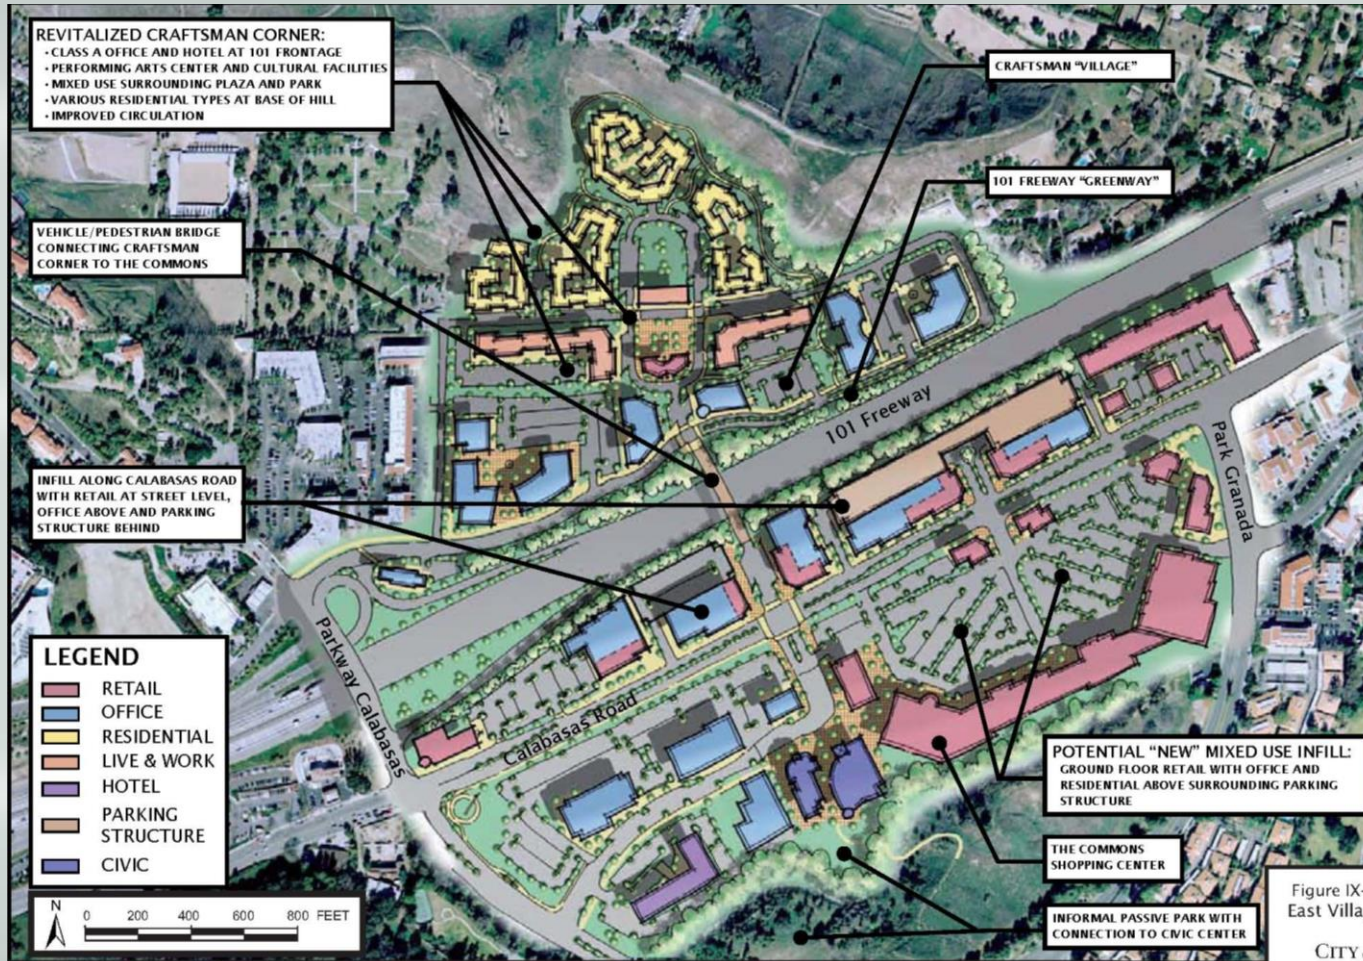 REVITALIZED CRAFTSMAN CORNER:
• CLASS A OFFICE AND HOTEL AT 101 FRONTAGE
• PERFORMING ARTS CENTER AND CULTURAL FACILITIES
• MIXED USE SURROUNDING PLAZA AND PARK
• VARIOUS RESIDENTIAL TYPES AT BASE OF HILL
• IMPROVED CIRCULATION
CRAFTSMAN "VILLAGE"
101 FREEWAY "GREENWAY"
VEHICLE/PEDESTRIAN BRIDGE
CONNECTING CRAFTSMAN
CORNER TO THE COMMONS
101 Freeway
Park Granada
INFILL ALONG CALABASAS ROAD
WITH RETAIL AT STREET LEVEL,
OFFICE ABOVE AND PARKING
STRUCTURE BEHIND
Parkway Calabasas
Calabasas Road
LEGEND
RETAIL
OFFICE
RESIDENTIAL
LIVE & WORK
HOTEL
PARKING
STRUCTURE
CIVIC
N
0 200 400 600 800 FEET
POTENTIAL "NEW" MIXED USE INFILL:
GROUND FLOOR RETAIL WITH OFFICE AND
RESIDENTIAL ABOVE SURROUNDING PARKING
STRUCTURE
THE COMMONS
SHOPPING CENTER
INFORMAL PASSIVE PARK WITH
CONNECTION TO CIVIC CENTER
Figure IX-
East Villa
CITY